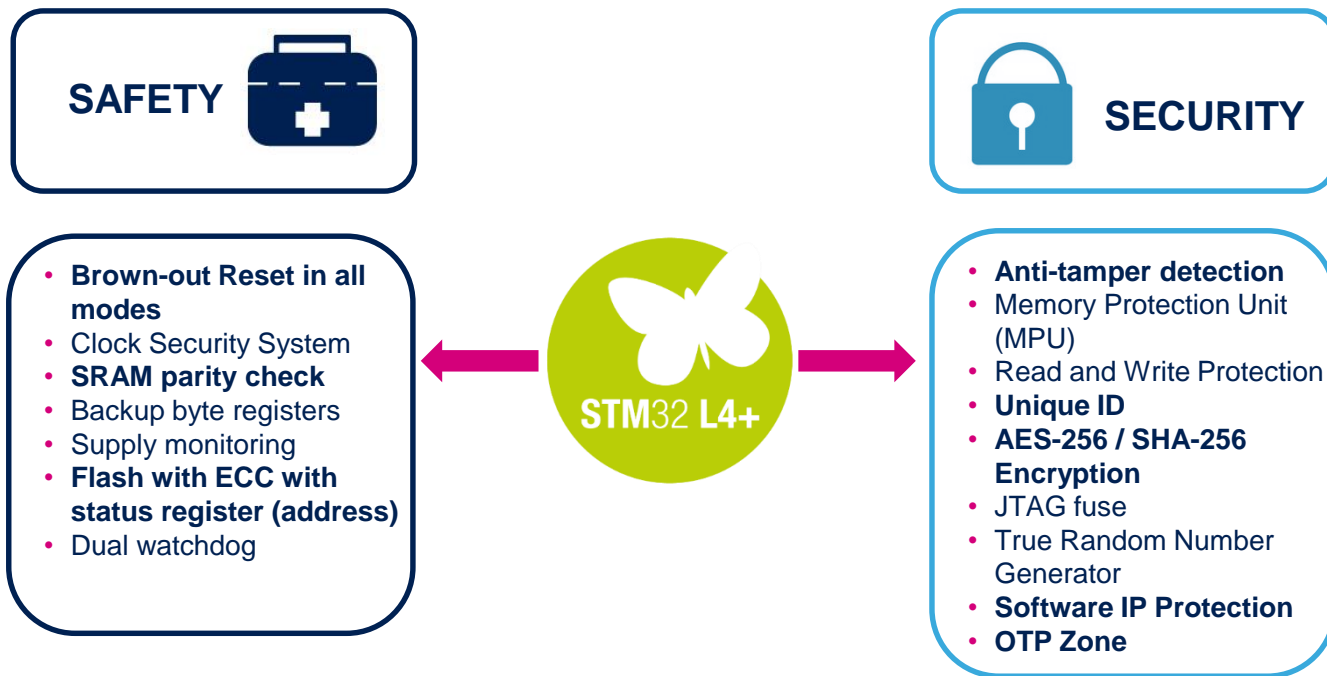 SAFETY
SECURITY
• Brown-out Reset in all
modes
• Clock Security System
• SRAM parity check
• Backup byte registers
• Supply monitoring
• Flash with ECC with
status register (address)
• Dual watchdog
STM32 L4+
• Anti-tamper detection
• Memory Protection Unit
(MPU)
• Read and Write Protection
• Unique ID
• AES-256 / SHA-256
Encryption
• JTAG fuse
• True Random Number
Generator
• Software IP Protection
• OTP Zone